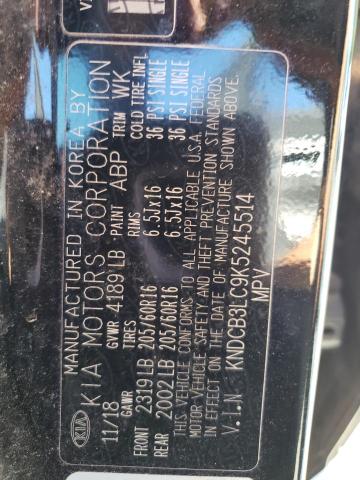 KIA
MANUFACTURED IN KOREA BY
KIA MOTORS CORPORATION
11/18 GVWR 4189 LB PAINT ABP TRIM WK
GAWR TIRES RIMS COLD TIRE INFL
FRONT 2319 LB 205/60R16 6.5Jx16 36 PSI SINGLE
REAR 2002 LB 205/60R16 6.5Jx16 36 PSI SINGLE
THIS VEHICLE CONFORMS TO ALL APPLICABLE U.S.A. FEDERAL
MOTOR VEHICLE SAFETY AND THEFT PREVENTION STANDARDS
IN EFFECT ON THE DATE OF MANUFACTURE SHOWN ABOVE.
V.I.N KNDCB3LC9K5245514
MPV